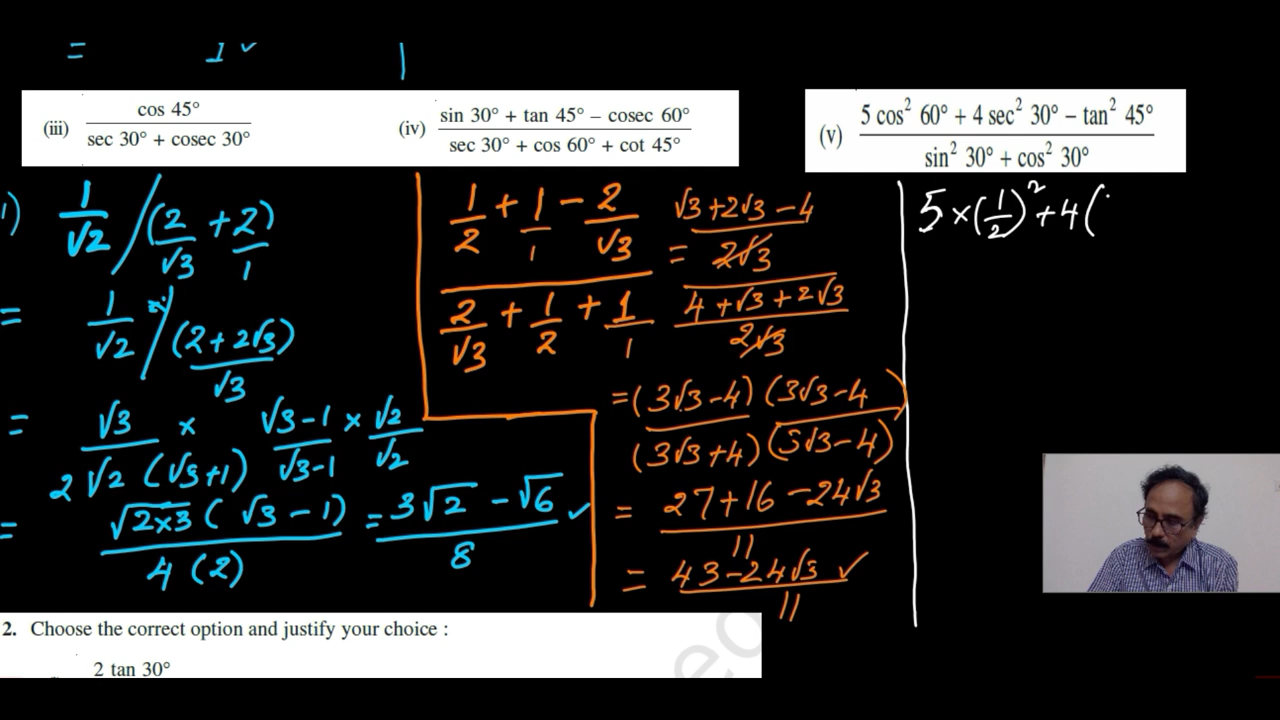 = 1 ✓
(iii) cos 45° / sec 30° + cosec 30°
(iv) sin 30° + tan 45° – cosec 60° / sec 30° + cos 60° + cot 45°
(v) 5 cos² 60° + 4 sec² 30° – tan² 45° / sin² 30° + cos² 30°
) 1/√2 / (2/√3 + 2/1)
= 1/√2 / (2+2√3)/√3
= √3 / 2√2 (√3+1) × √3-1 / √3-1 × √2 / √2
= √2×3 (√3-1) / 4(2) = 3√2 - √6 / 8 ✓
1/2 + 1/1 - 2/√3
2/√3 + 1/2 + 1/1
= √3+2√3-4 / 2√3
4+√3+2√3 / 2√3
= (3√3-4) (3√3-4) / (3√3+4) (3√3-4)
= 27+16-24√3 / 11
= 43-24√3 / 11 ✓
5×(1/2)²+4(
2. Choose the correct option and justify your choice :
2 tan 30°